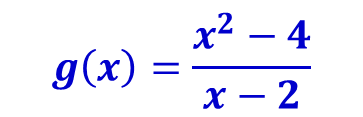 g(x) = (x² − 4)/(x − 2)